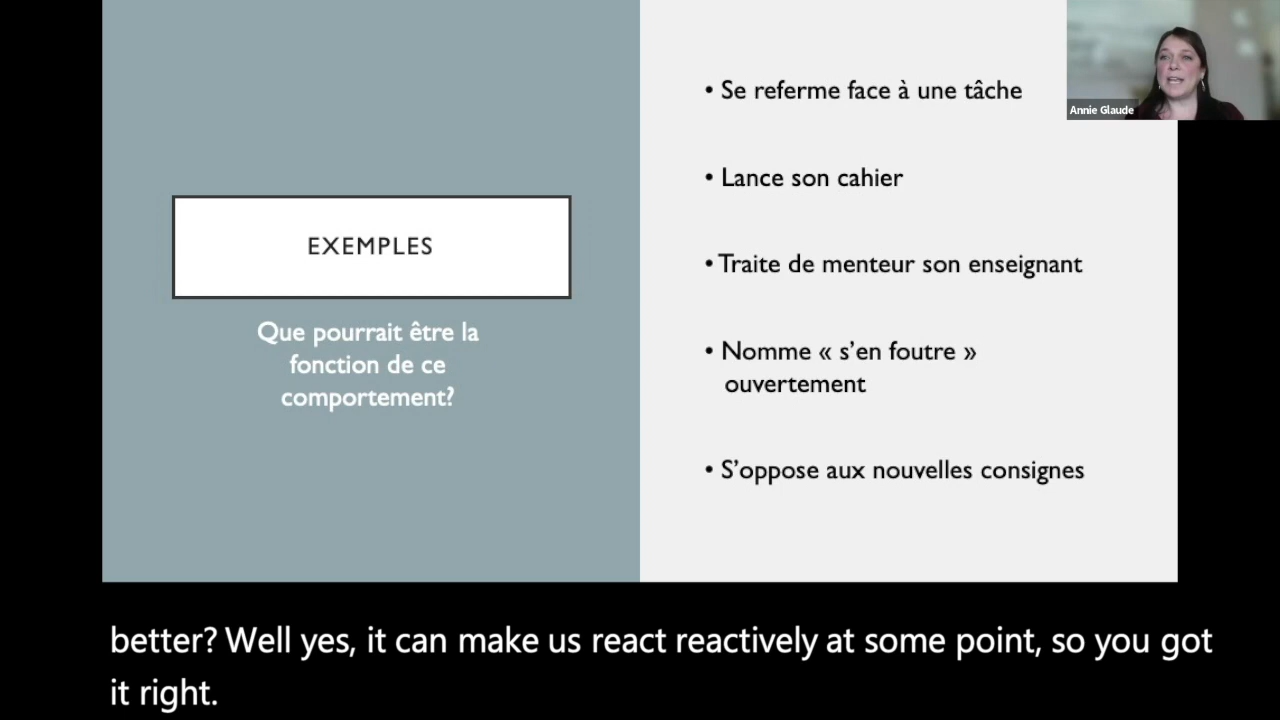 EXEMPLES
Que pourrait être la
fonction de ce
comportement?
• Se referme face à une tâche
• Lance son cahier
• Traite de menteur son enseignant
• Nomme « s’en foutre »
ouvertement
• S’oppose aux nouvelles consignes
Annie Glaude
better? Well yes, it can make us react reactively at some point, so you got
it right.